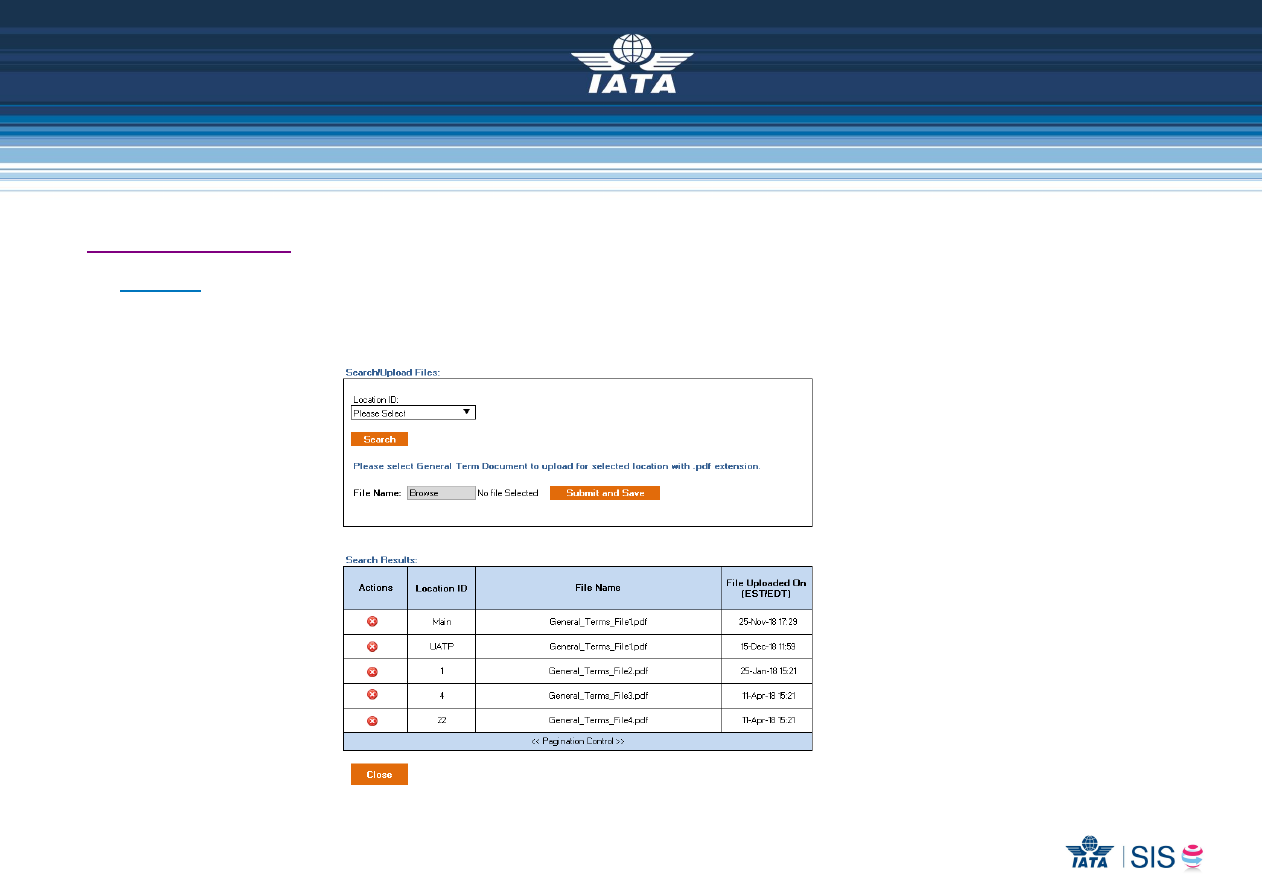 IATA
Search/Upload Files:
Location ID:
Please Select
Search
Please select General Term Document to upload for selected location with .pdf extension.
File Name: Browse No file Selected Submit and Save
Search Results:
Actions Location ID File Name File Uploaded On (EST/EDT)
Main General_Terms_File1.pdf 25-Nov-18 17:29
UATP General_Terms_File1.pdf 15-Dec-18 11:53
1 General_Terms_File2.pdf 25-Jan-18 15:21
4 General_Terms_File3.pdf 11-Apr-18 15:21
22 General_Terms_File4.pdf 11-Apr-18 15:21
<< Pagination Control >>
Close
IATA SIS